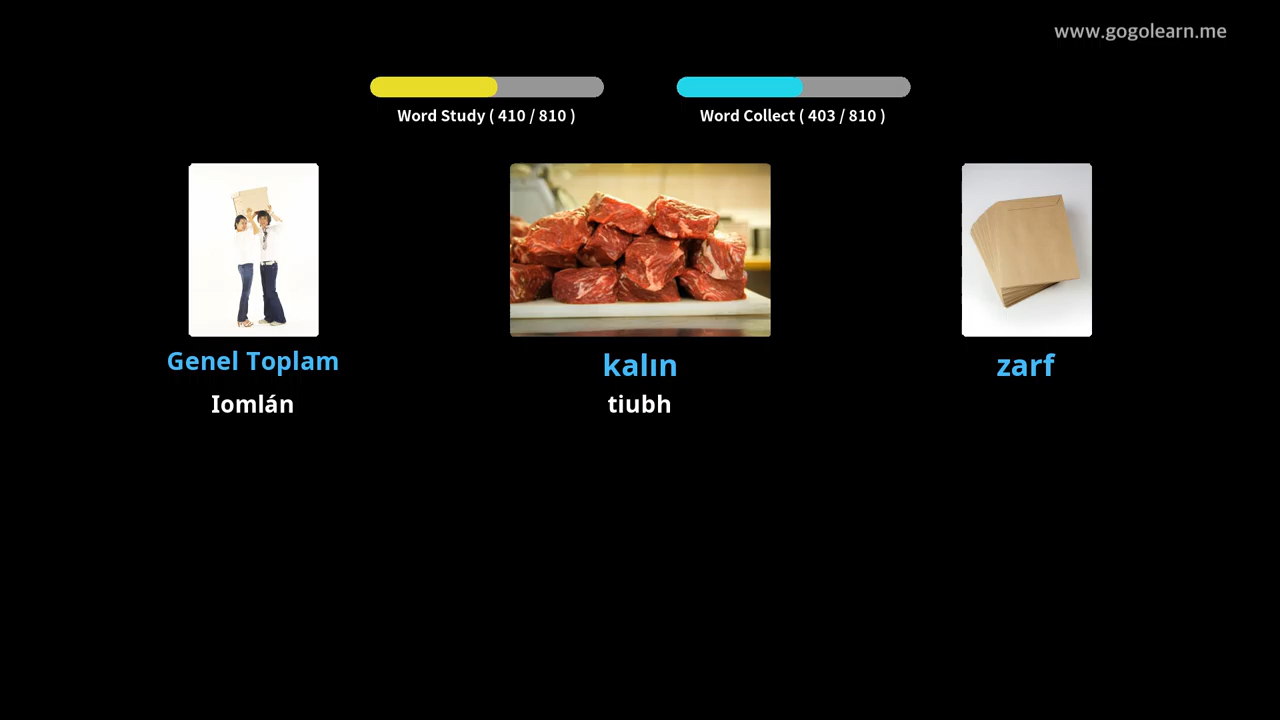 www.gogolearn.me
Word Study ( 410 / 810 )
Word Collect ( 403 / 810 )
Genel Toplam
kalın
zarf
Iomlán
tiubh